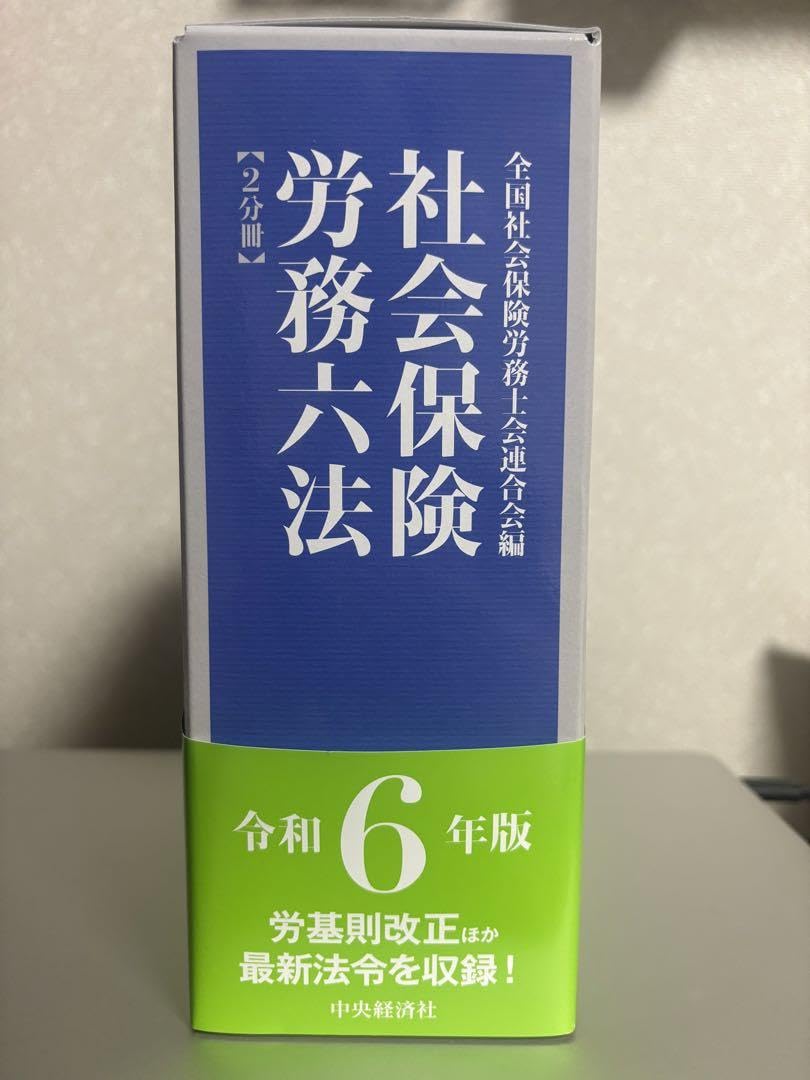 全国社会保険労務士会連合会編
社会保険
労務六法
【2分冊】
令和6年版
労基則改正ほか
最新法令を収録！
中央経済社